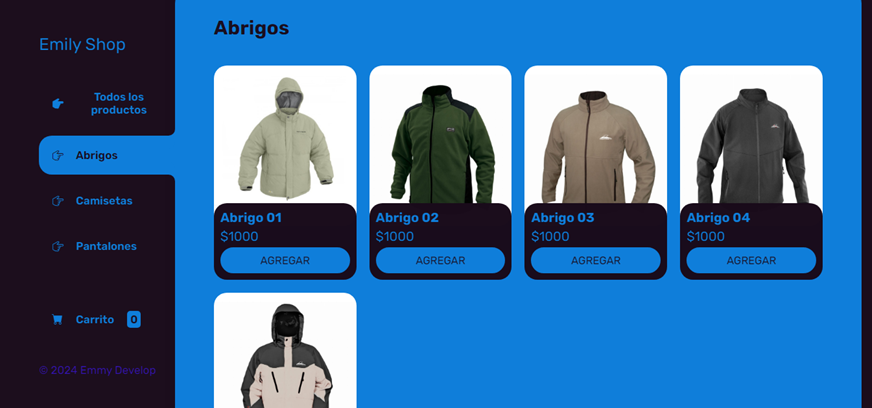 Emily Shop
Todos los
productos
Abrigos
Camisetas
Pantalones
Carrito 0
© 2024 Emmy Develop
Abrigos
Abrigo 01
$1000
AGREGAR
Abrigo 02
$1000
AGREGAR
Abrigo 03
$1000
AGREGAR
Abrigo 04
$1000
AGREGAR